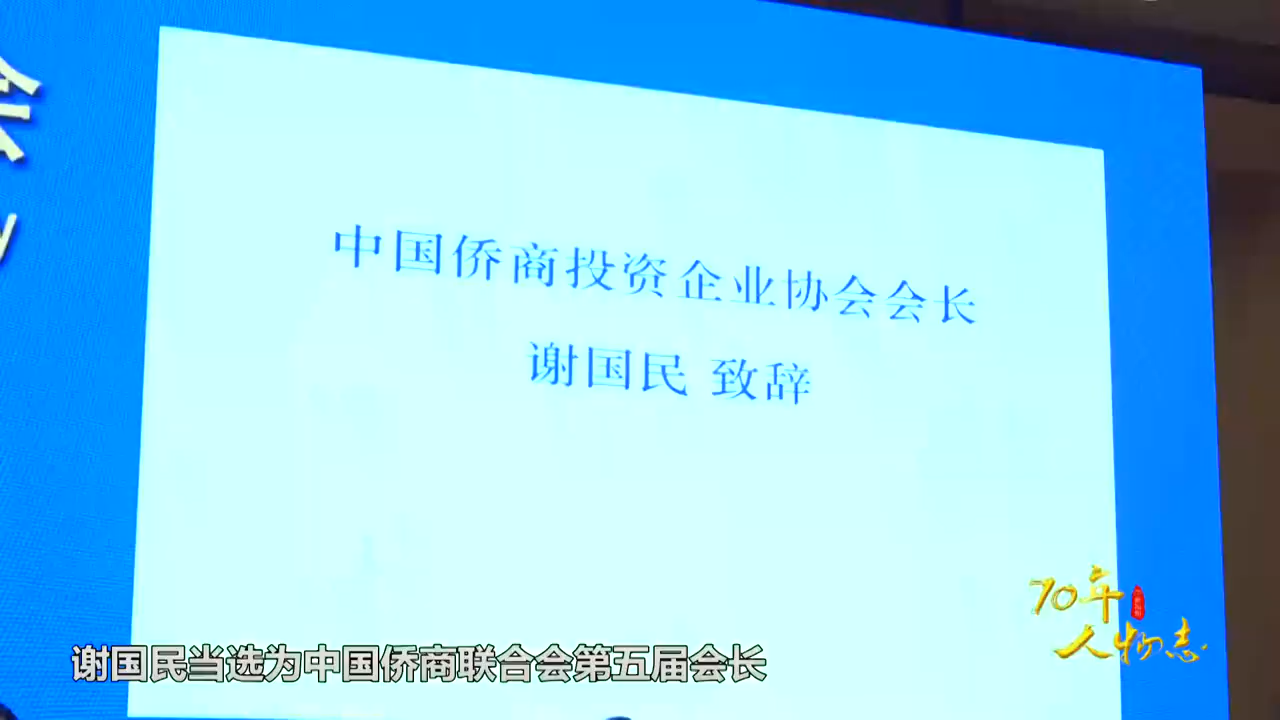 会
y
中国侨商投资企业协会会长
谢国民 致辞
70年
人物志
谢国民当选为中国侨商联合会第五届会长